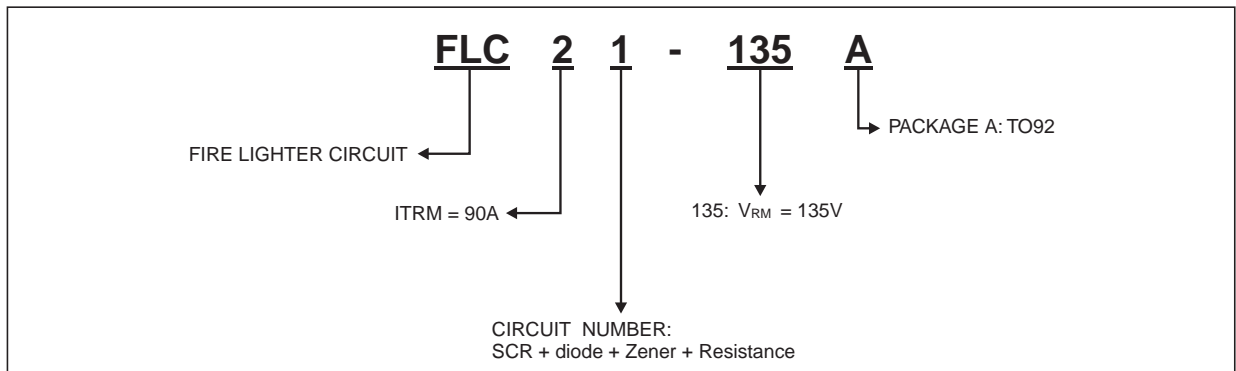 FLC 2 1 - 135 A
PACKAGE A: TO92
FIRE LIGHTER CIRCUIT
ITRM = 90A
135: VRM = 135V
CIRCUIT NUMBER:
SCR + diode + Zener + Resistance